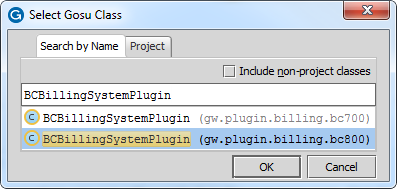 Select Gosu Class
Search by Name Project
Include non-project classes
BCBillingSystemPlugin
BCBillingSystemPlugin (gw.plugin.billing.bc700)
BCBillingSystemPlugin (gw.plugin.billing.bc800)
OK Cancel